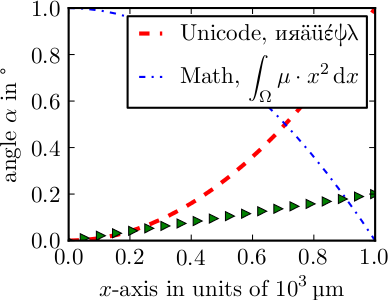 1.0
0.8
0.6
0.4
0.2
0.0
angle α in °
Unicode, ияäüέψλ
Math, ∫_Ω μ · x² dx
0.0 0.2 0.4 0.6 0.8 1.0
x-axis in units of 10³ μm